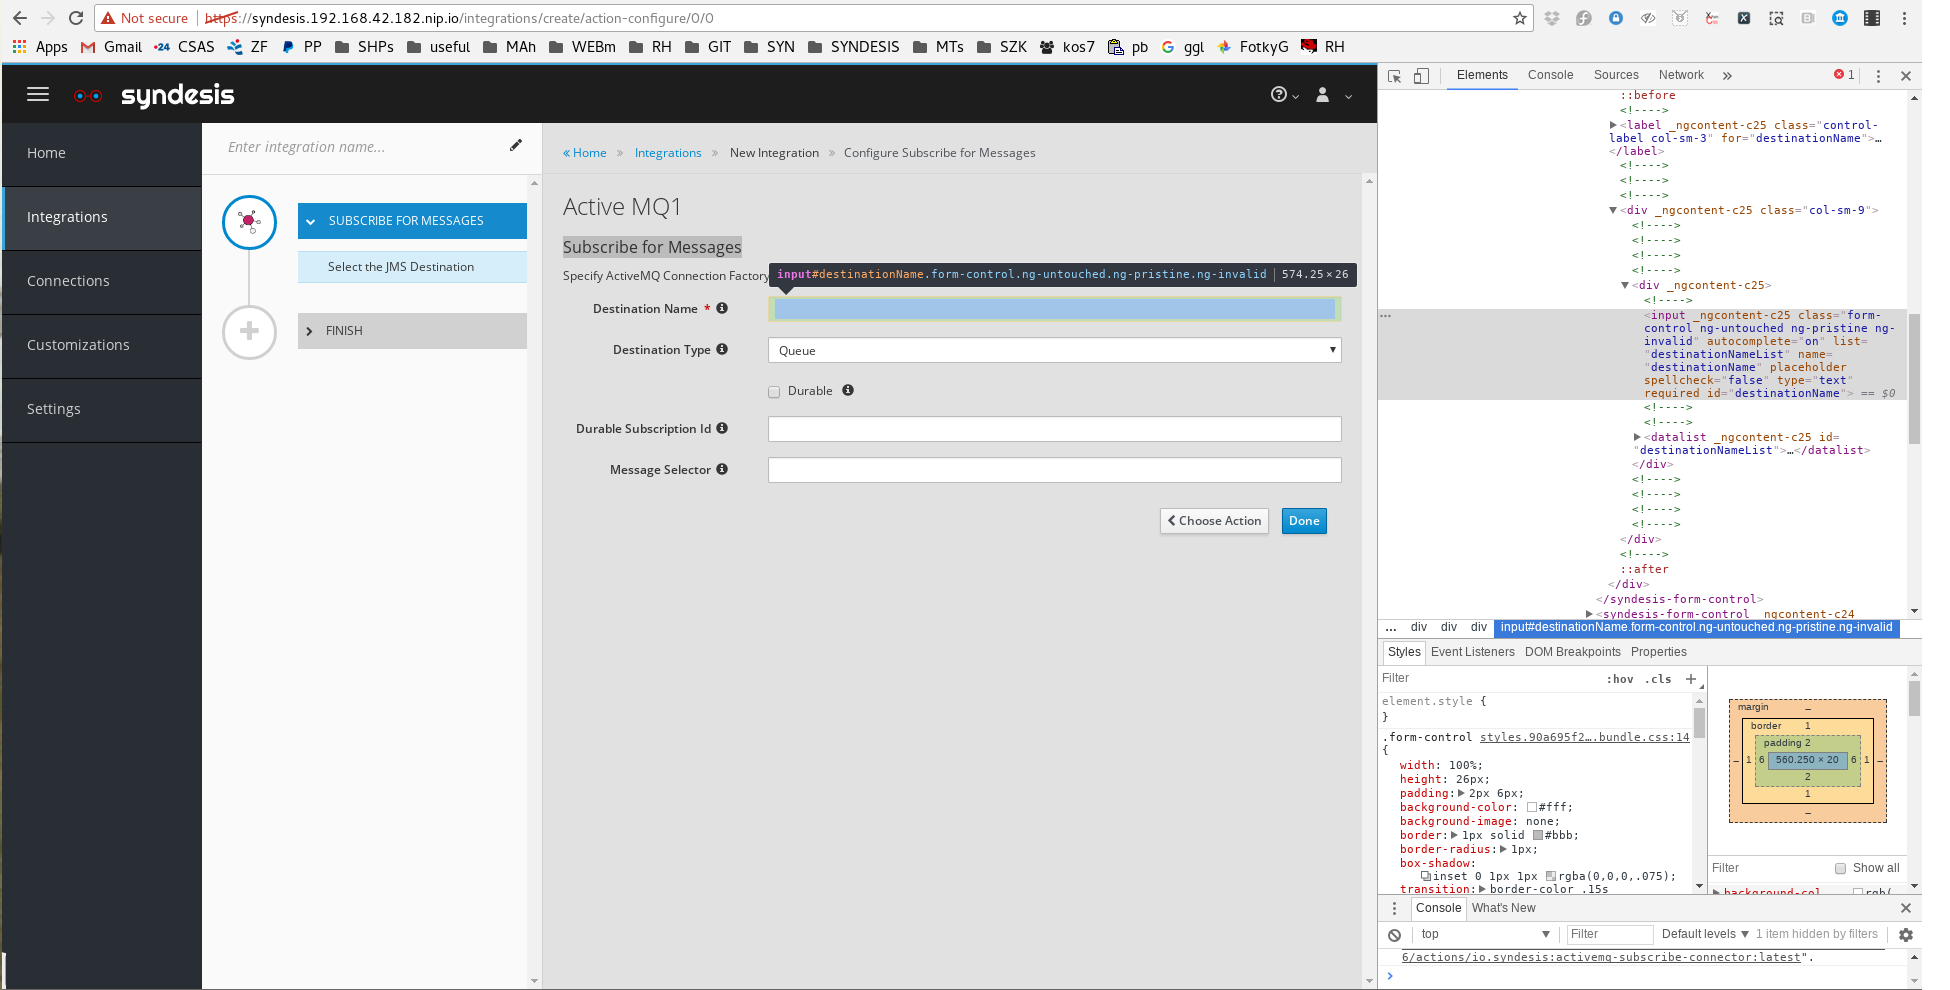 Not secure | https://syndesis.192.168.42.182.nip.io/integrations/create/action-configure/0/0
Apps Gmail CSAS ZF PP SHPs useful MAh WEBm RH GIT SYN SYNDESIS MTs SZK kos7 pb ggl FotkyG RH
syndesis
Home
Integrations
Connections
Customizations
Settings
Enter integration name...
SUBSCRIBE FOR MESSAGES
Select the JMS Destination
FINISH
« Home » Integrations » New Integration » Configure Subscribe for Messages
Active MQ1
Subscribe for Messages
Specify ActiveMQ Connection Factory
input#destinationName.form-control.ng-untouched.ng-pristine.ng-invalid | 574.25 × 26
Destination Name *
Destination Type
Queue
Durable
Durable Subscription Id
Message Selector
Choose Action
Done
Elements Console Sources Network » 1
::before
<!---->
<label _ngcontent-c25 class="control-
label col-sm-3" for="destinationName">…
</label>
<!---->
<!---->
<!---->
<div _ngcontent-c25 class="col-sm-9">
<!---->
<!---->
<!---->
<!---->
<div _ngcontent-c25>
<!---->
<input _ngcontent-c25 class="form-
control ng-untouched ng-pristine ng-
invalid" autocomplete="on" list=
"destinationNameList" name=
"destinationName" placeholder
spellcheck="false" type="text"
required id="destinationName"> == $0
<!---->
<!---->
<datalist _ngcontent-c25 id=
"destinationNameList">…</datalist>
</div>
<!---->
<!---->
<!---->
<!---->
</div>
<!---->
::after
</div>
</syndesis-form-control>
<syndesis-form-control _ngcontent-c24
... div div div input#destinationName.form-control.ng-untouched.ng-pristine.ng-invalid
Styles Event Listeners DOM Breakpoints Properties
Filter :hov .cls +
element.style {
}
.form-control styles.90a695f2….bundle.css:14
{
width: 100%;
height: 26px;
padding: 2px 6px;
background-color: #fff;
background-image: none;
border: 1px solid #bbb;
border-radius: 1px;
box-shadow:
inset 0 1px 1px rgba(0,0,0,.075);
transition: border-color .15s
margin –
border 1
padding 2
– 1 6 560.250 × 20 6 1 –
2
1
–
Filter Show all
background-col… rgb(
Console What's New
top Filter Default levels 1 item hidden by filters
6/actions/io.syndesis:activemq-subscribe-connector:latest".